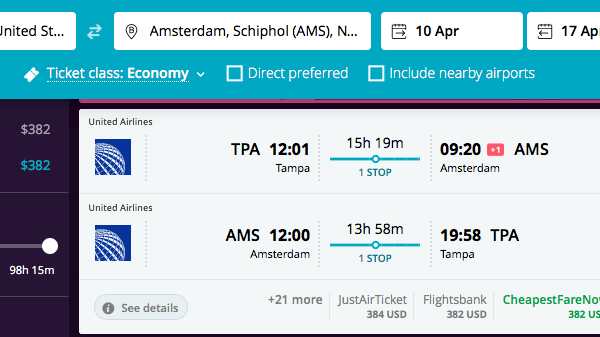 United St...
Amsterdam, Schiphol (AMS), N...
10 Apr
17 Ap
Ticket class: Economy
Direct preferred
Include nearby airports
$382
$382
98h 15m
United Airlines
TPA 12:01
Tampa
15h 19m
1 STOP
09:20 +1 AMS
Amsterdam
United Airlines
AMS 12:00
Amsterdam
13h 58m
1 STOP
19:58 TPA
Tampa
See details
+21 more
JustAirTicket
384 USD
Flightsbank
382 USD
CheapestFareNow
382 US